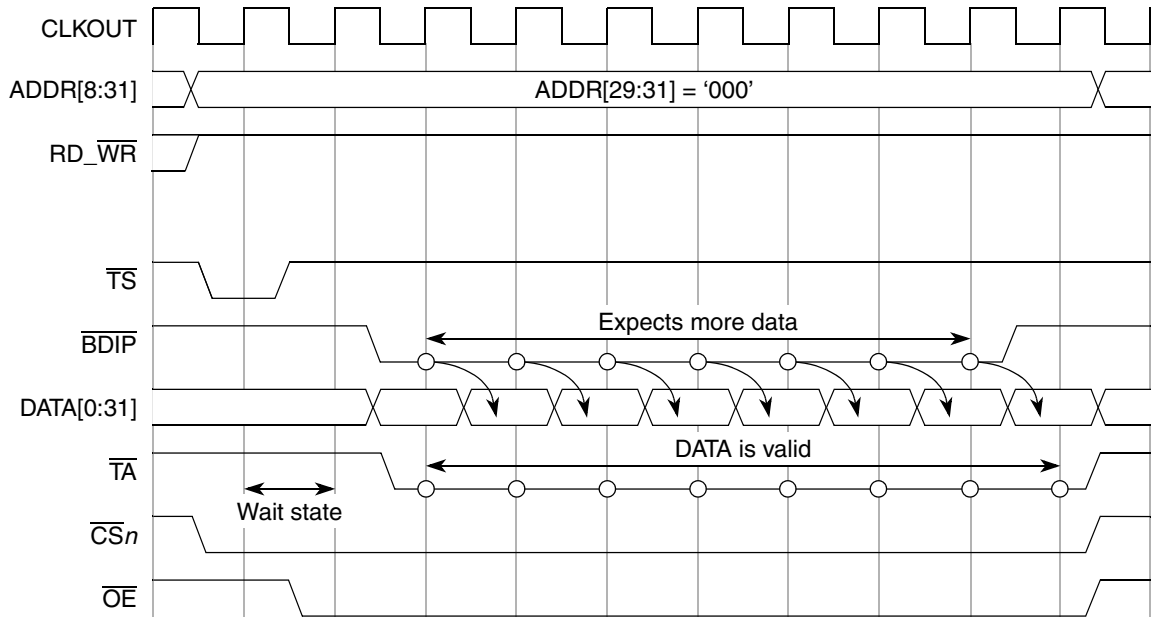 CLKOUT
ADDR[8:31]
ADDR[29:31] = ‘000’
RD_WR
TS
Expects more data
BDIP
DATA[0:31]
DATA is valid
TA
Wait state
CSn
OE